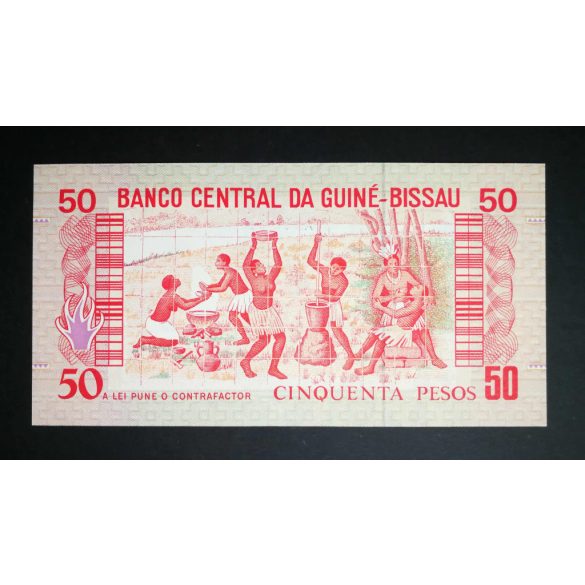 50 BANCO CENTRAL DA GUINÉ-BISSAU 50
50 A LEI PUNE O CONTRAFACTOR CINQUENTA PESOS 50